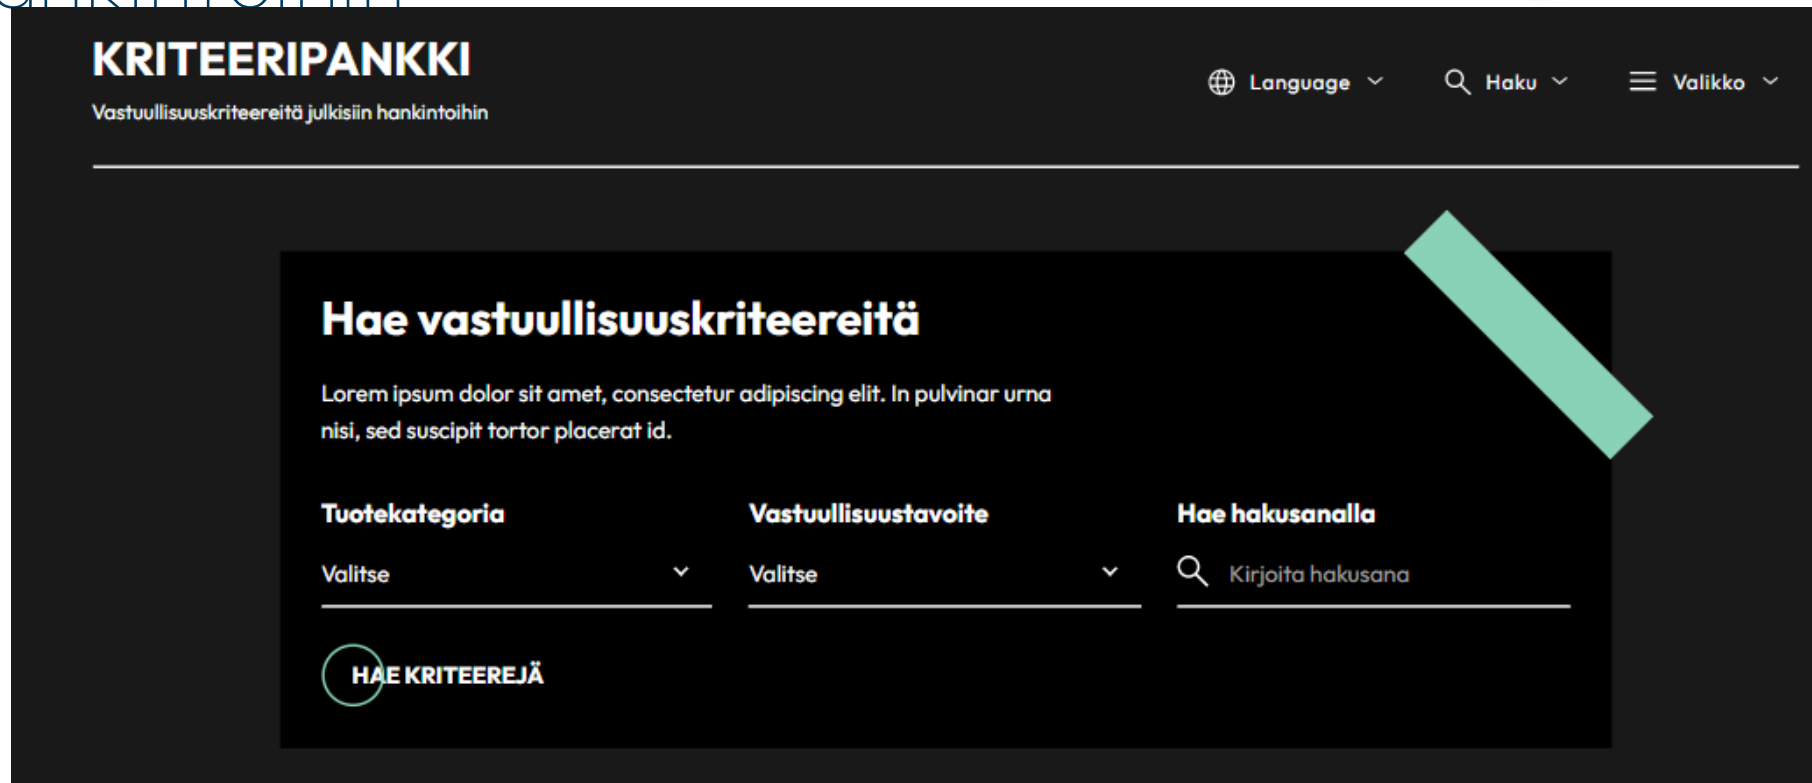 KRITEERIPANKKI
Vastuullisuuskriteereitä julkisiin hankintoihin
Language
Haku
Valikko
Hae vastuullisuuskriteereitä
Lorem ipsum dolor sit amet, consectetur adipiscing elit. In pulvinar urna
nisi, sed suscipit tortor placerat id.
Tuotekategoria
Vastuullisuustavoite
Hae hakusanalla
Valitse
Valitse
Kirjoita hakusana
HAE KRITEEREJÄ